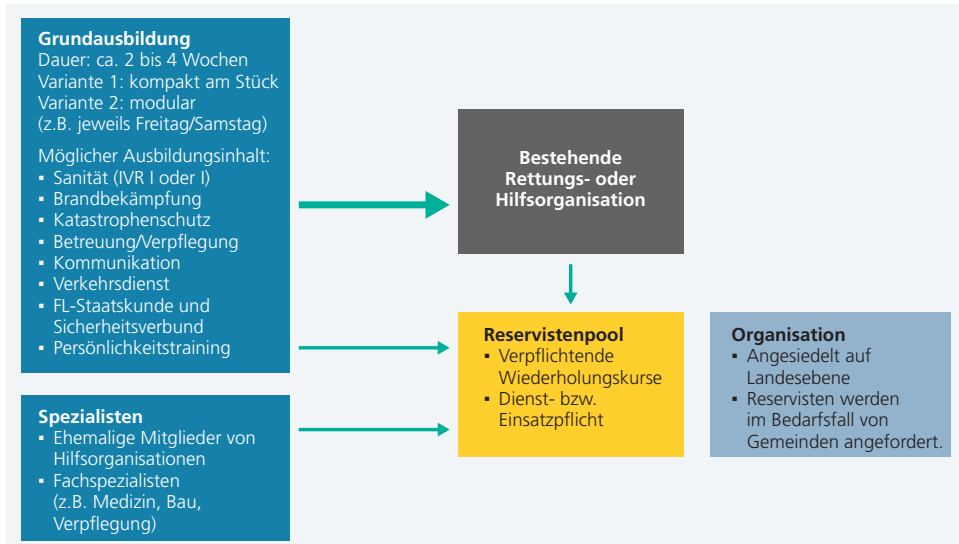 Grundausbildung
Dauer: ca. 2 bis 4 Wochen
Variante 1: kompakt am Stück
Variante 2: modular
(z.B. jeweils Freitag/Samstag)
Möglicher Ausbildungsinhalt:
▪ Sanität (IVR I oder I)
▪ Brandbekämpfung
▪ Katastrophenschutz
▪ Betreuung/Verpflegung
▪ Kommunikation
▪ Verkehrsdienst
▪ FL-Staatskunde und
Sicherheitsverbund
▪ Persönlichkeitstraining
Spezialisten
▪ Ehemalige Mitglieder von
Hilfsorganisationen
▪ Fachspezialisten
(z.B. Medizin, Bau,
Verpflegung)
Bestehende
Rettungs- oder
Hilfsorganisation
Reservistenpool
▪ Verpflichtende
Wiederholungskurse
▪ Dienst- bzw.
Einsatzpflicht
Organisation
▪ Angesiedelt auf
Landesebene
▪ Reservisten werden
im Bedarfsfall von
Gemeinden angefordert.